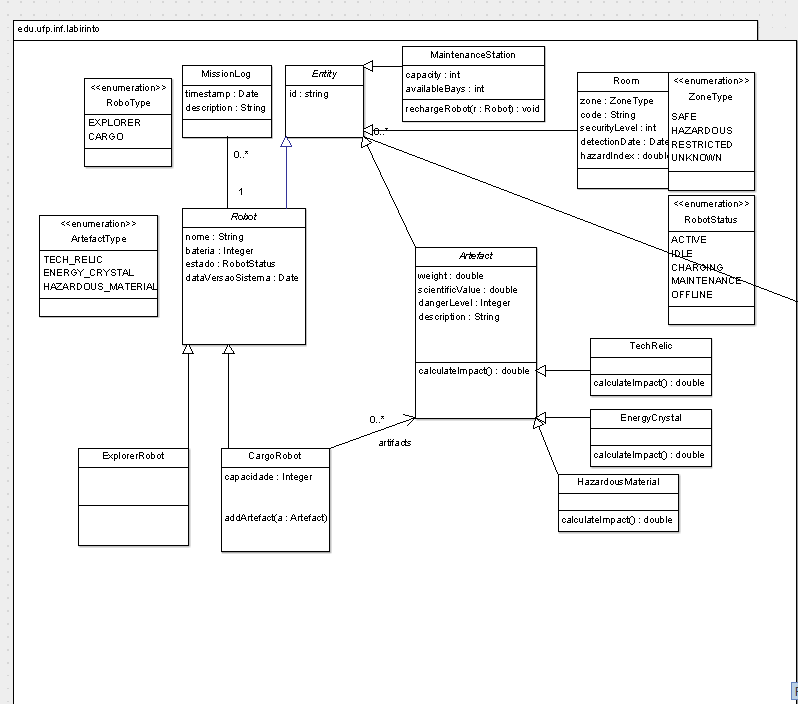 edu.ufp.inf.labirinto
<<enumeration>>
RoboType
EXPLORER
CARGO
MissionLog
timestamp : Date
description : String
Entity
id : string
MaintenanceStation
capacity : int
availableBays : int
rechargeRobot(r : Robot) : void
Room
zone : ZoneType
code : String
securityLevel : int
detectionDate : Date
hazardIndex : double
<<enumeration>>
ZoneType
SAFE
HAZARDOUS
RESTRICTED
UNKNOWN
0..*
0..*
1
<<enumeration>>
RobotStatus
ACTIVE
IDLE
CHARGING
MAINTENANCE
OFFLINE
<<enumeration>>
ArtefactType
TECH_RELIC
ENERGY_CRYSTAL
HAZARDOUS_MATERIAL
Robot
nome : String
bateria : Integer
estado : RobotStatus
dataVersaoSistema : Date
Artefact
weight : double
scientificValue : double
dangerLevel : Integer
description : String
calculateImpact() : double
TechRelic
calculateImpact() : double
EnergyCrystal
calculateImpact() : double
HazardousMaterial
calculateImpact() : double
0..*
artifacts
ExplorerRobot
CargoRobot
capacidade : Integer
addArtefact(a : Artefact)